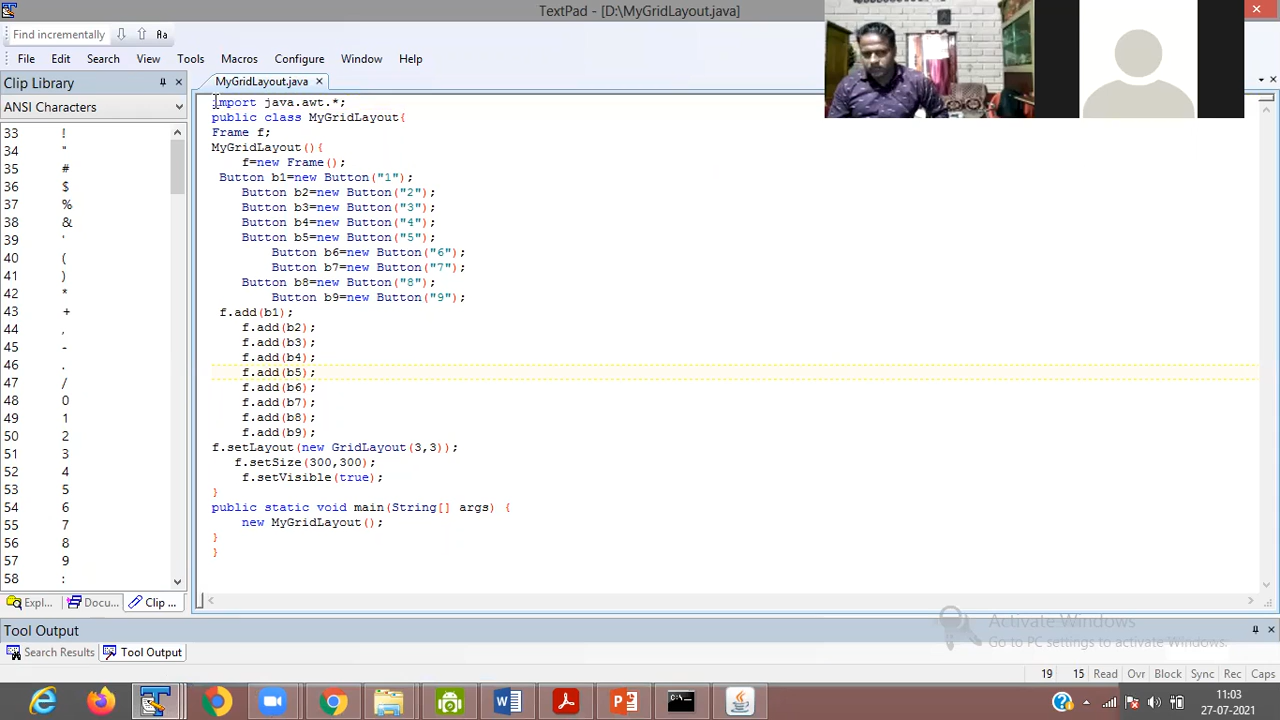 TextPad - [D:\MyGridLayout.java]
Find incrementally
File Edit Search View Tools Macros Configure Window Help
Clip Library
MyGridLayout.java
ANSI Characters
33 !
34 "
35 #
36 $
37 %
38 &
39 '
40 (
41 )
42 *
43 +
44 ,
45 -
46 .
47 /
48 0
49 1
50 2
51 3
52 4
53 5
54 6
55 7
56 8
57 9
58 :
import java.awt.*;
public class MyGridLayout{
Frame f;
MyGridLayout(){
f=new Frame();
Button b1=new Button("1");
Button b2=new Button("2");
Button b3=new Button("3");
Button b4=new Button("4");
Button b5=new Button("5");
Button b6=new Button("6");
Button b7=new Button("7");
Button b8=new Button("8");
Button b9=new Button("9");
f.add(b1);
f.add(b2);
f.add(b3);
f.add(b4);
f.add(b5);
f.add(b6);
f.add(b7);
f.add(b8);
f.add(b9);
f.setLayout(new GridLayout(3,3));
f.setSize(300,300);
f.setVisible(true);
}
public static void main(String[] args) {
new MyGridLayout();
}
}
Expl... Docu... Clip ...
Activate Windows
Go to PC settings to activate Windows.
Tool Output
Search Results Tool Output
19 15 Read Ovr Block Sync Rec Caps
11:03
27-07-2021